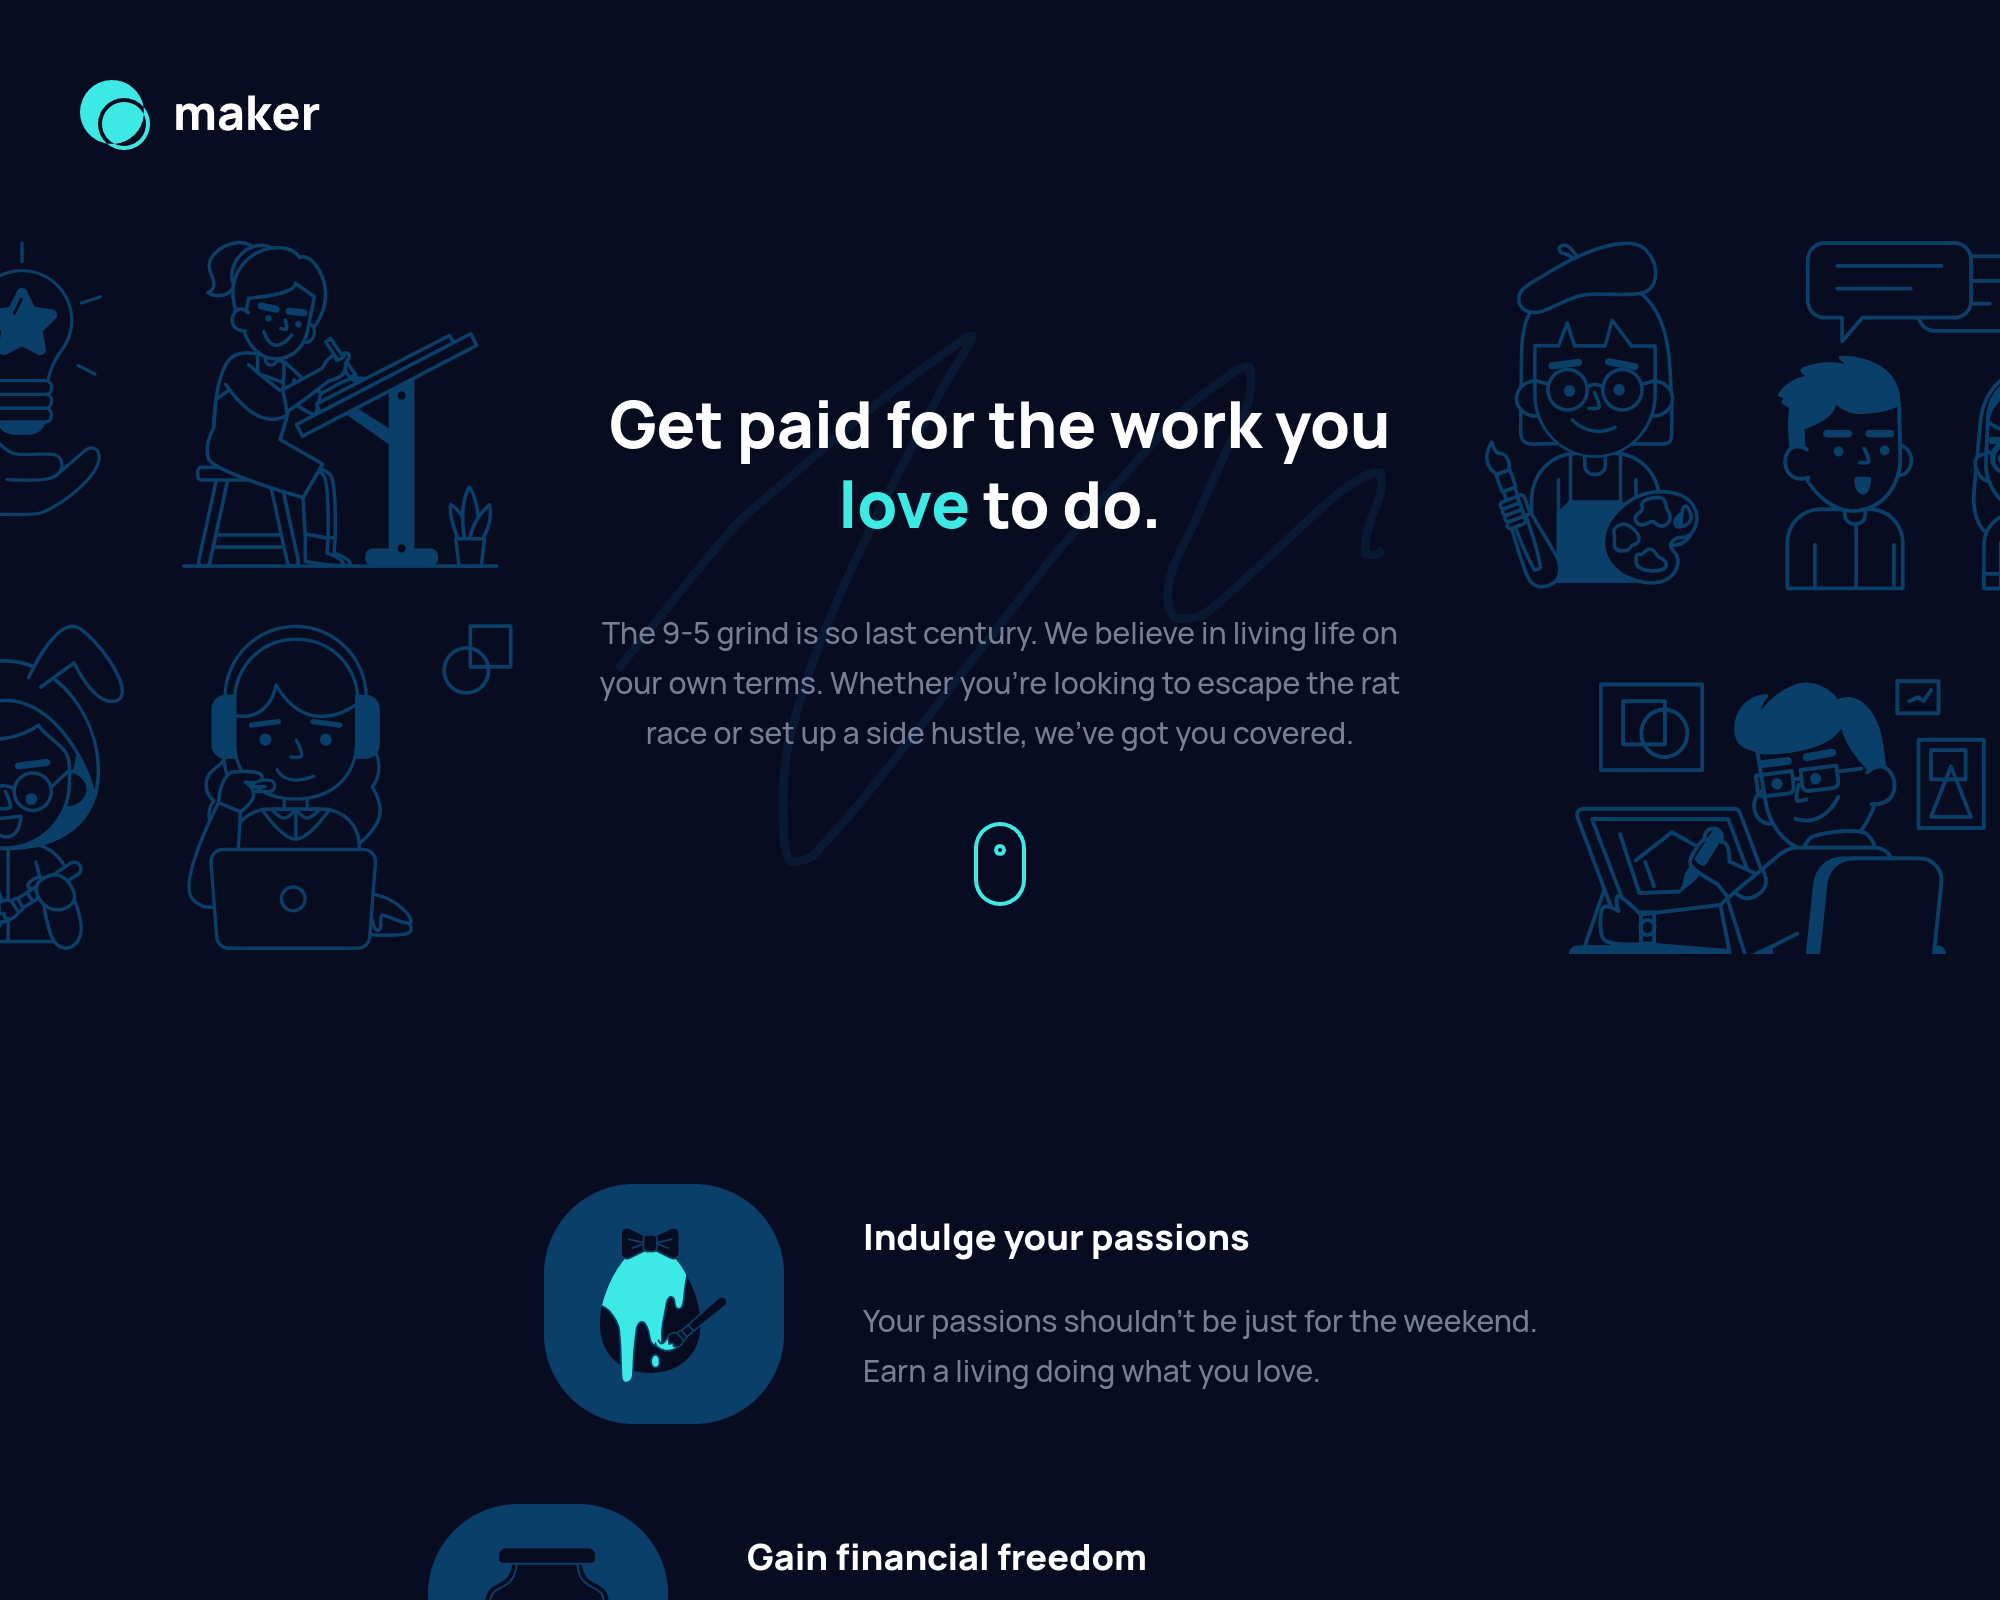 maker
Get paid for the work you
love to do.
The 9-5 grind is so last century. We believe in living life on
your own terms. Whether you’re looking to escape the rat
race or set up a side hustle, we’ve got you covered.
Indulge your passions
Your passions shouldn’t be just for the weekend.
Earn a living doing what you love.
Gain financial freedom